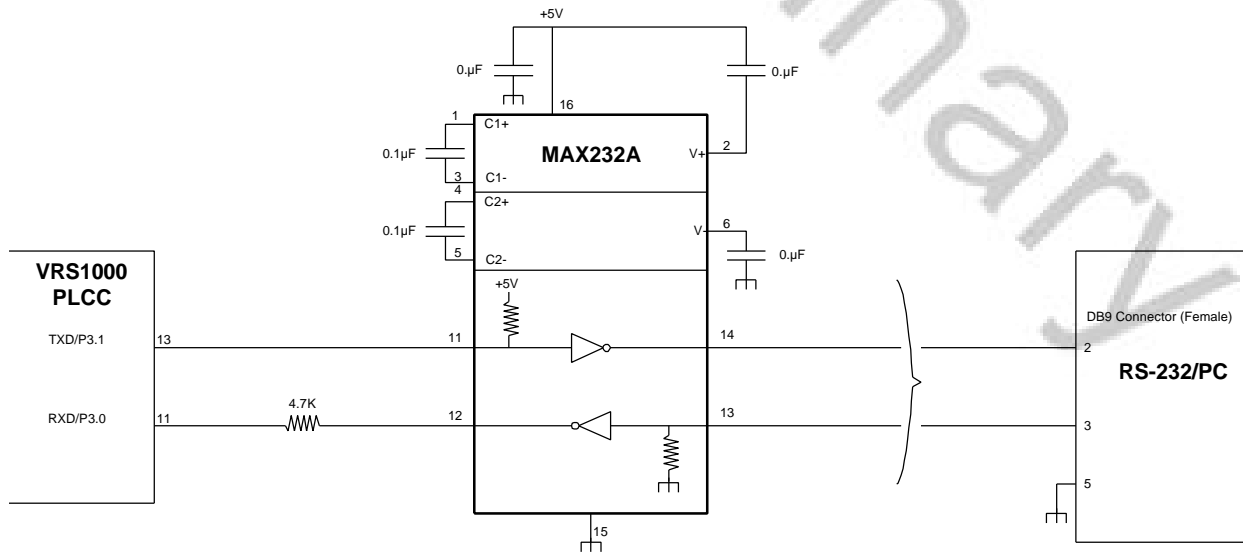 +5V
0.µF
0.µF
16
1
C1+
MAX232A
2
V+
0.1µF
3
C1-
4
C2+
0.1µF
6
V-
5
C2-
0.µF
VRS1000
PLCC
+5V
DB9 Connector (Female)
TXD/P3.1
13
11
14
2
RS-232/PC
4.7K
RXD/P3.0
11
12
13
3
5
15
nary